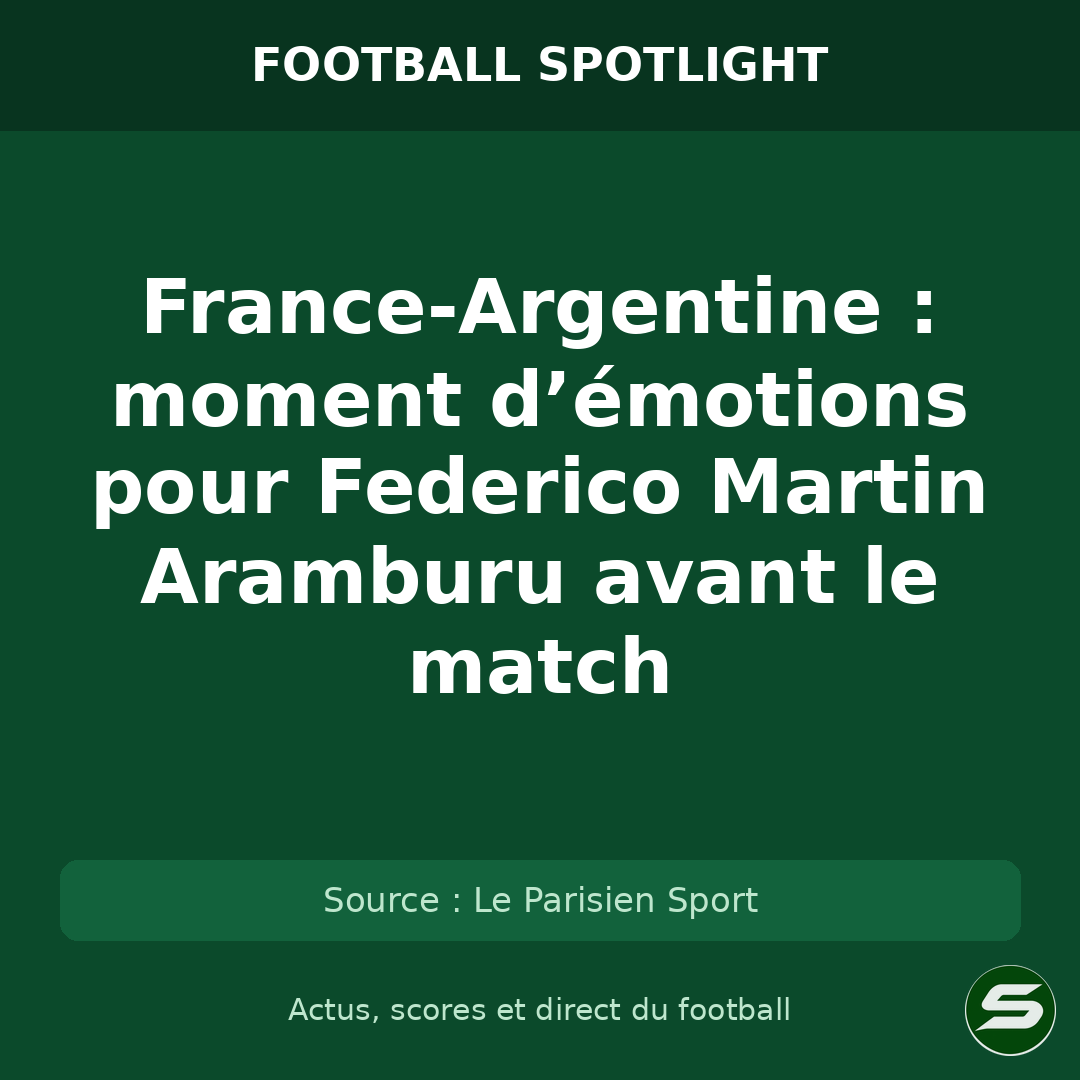 FOOTBALL SPOTLIGHT
France-Argentine :
moment d’émotions
pour Federico Martin
Aramburu avant le
match
Source : Le Parisien Sport
Actus, scores et direct du football
S